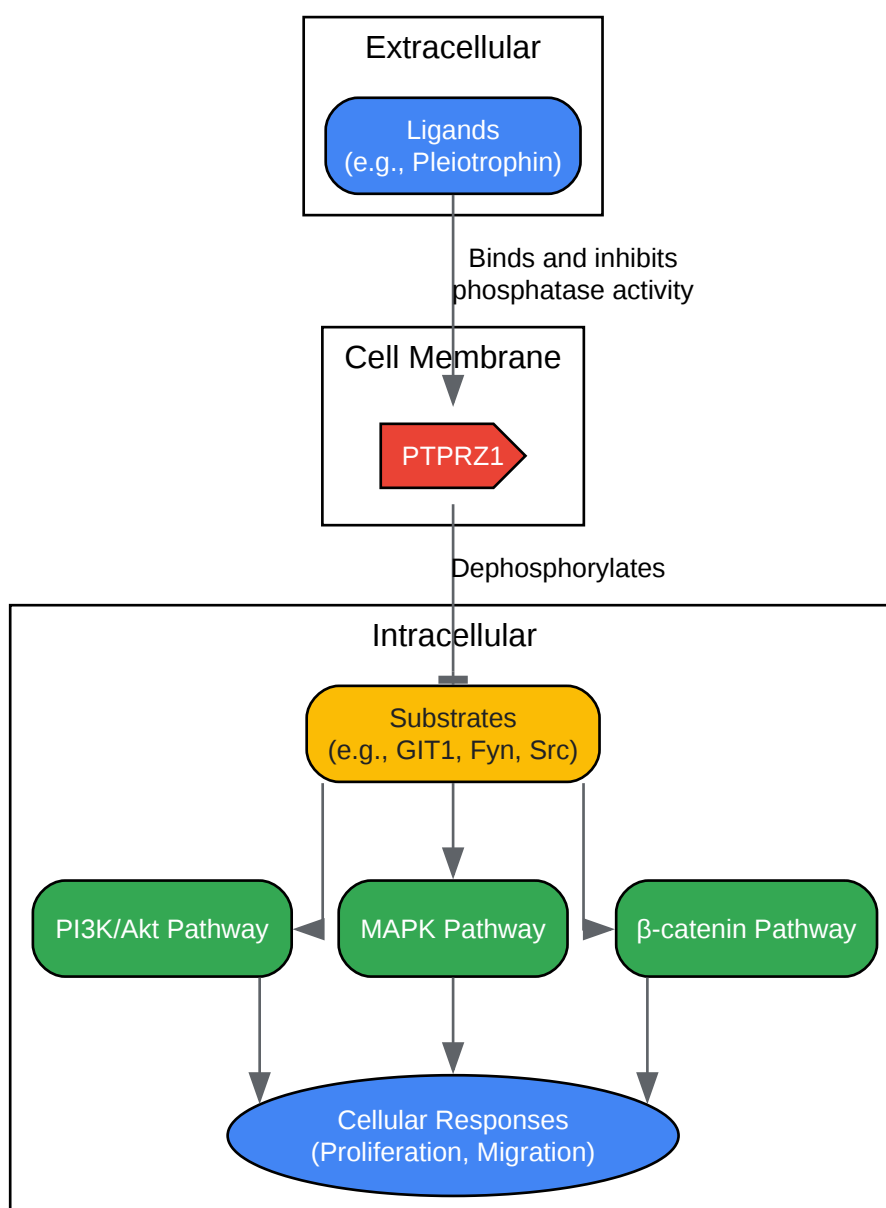 Extracellular
Ligands
(e.g., Pleiotrophin)
Binds and inhibits
phosphatase activity
Cell Membrane
PTPRZ1
Dephosphorylates
Intracellular
Substrates
(e.g., GIT1, Fyn, Src)
PI3K/Akt Pathway
MAPK Pathway
β-catenin Pathway
Cellular Responses
(Proliferation, Migration)